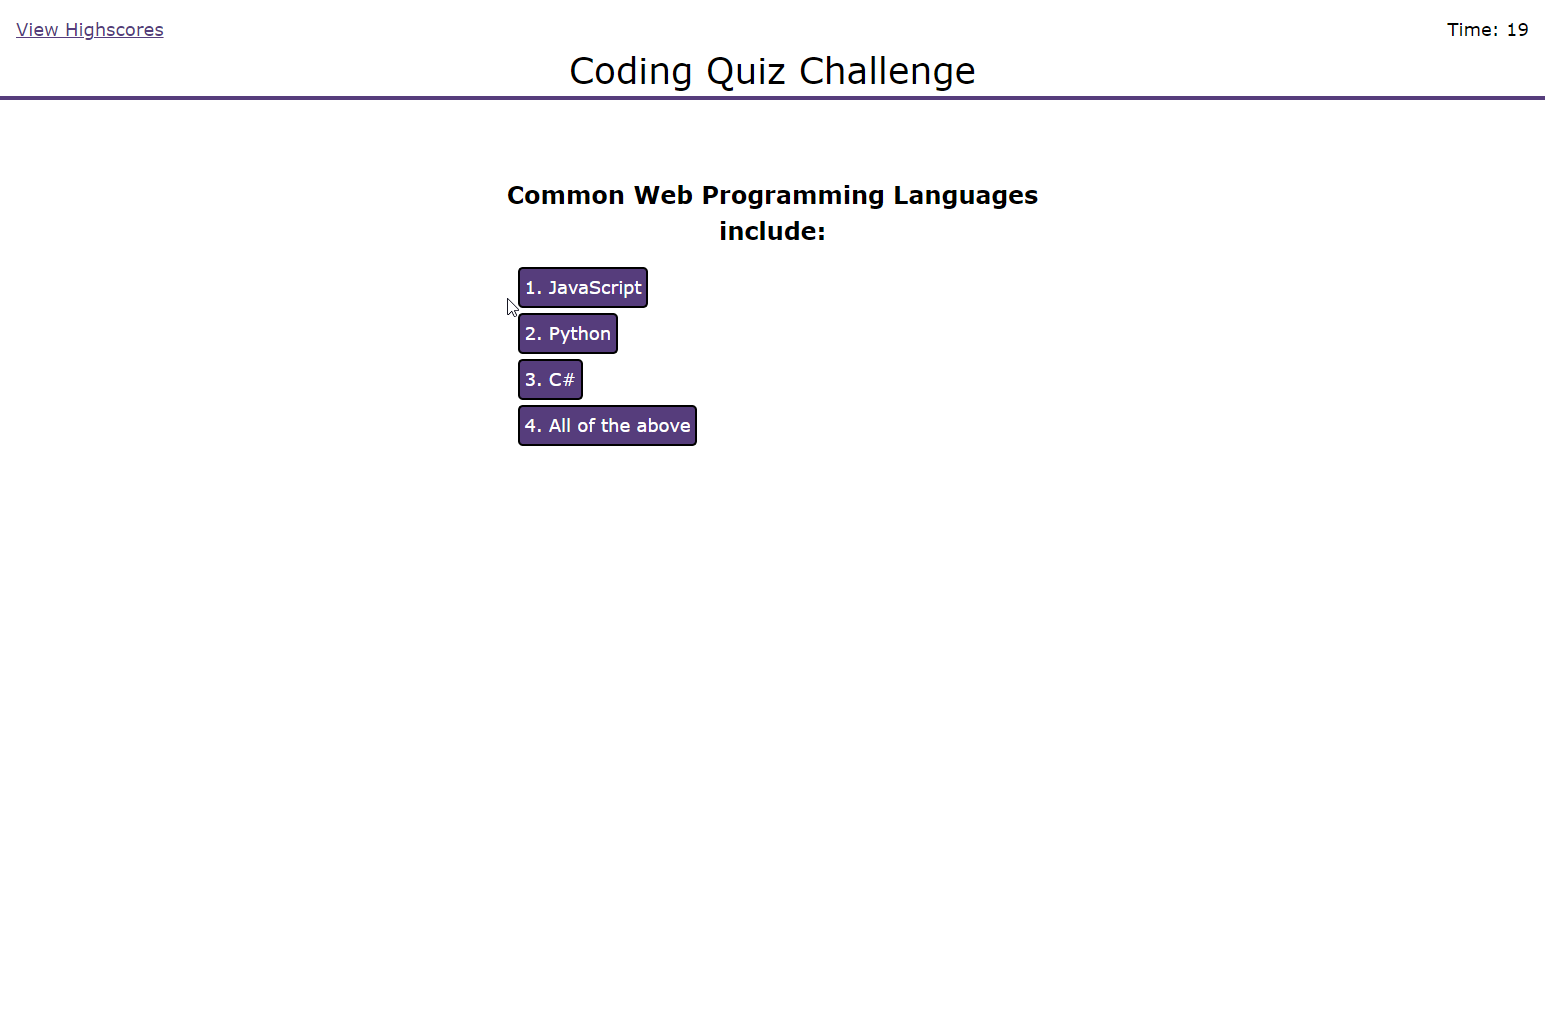 View Highscores
Time: 19
Coding Quiz Challenge
Common Web Programming Languages
include:
1. JavaScript
2. Python
3. C#
4. All of the above